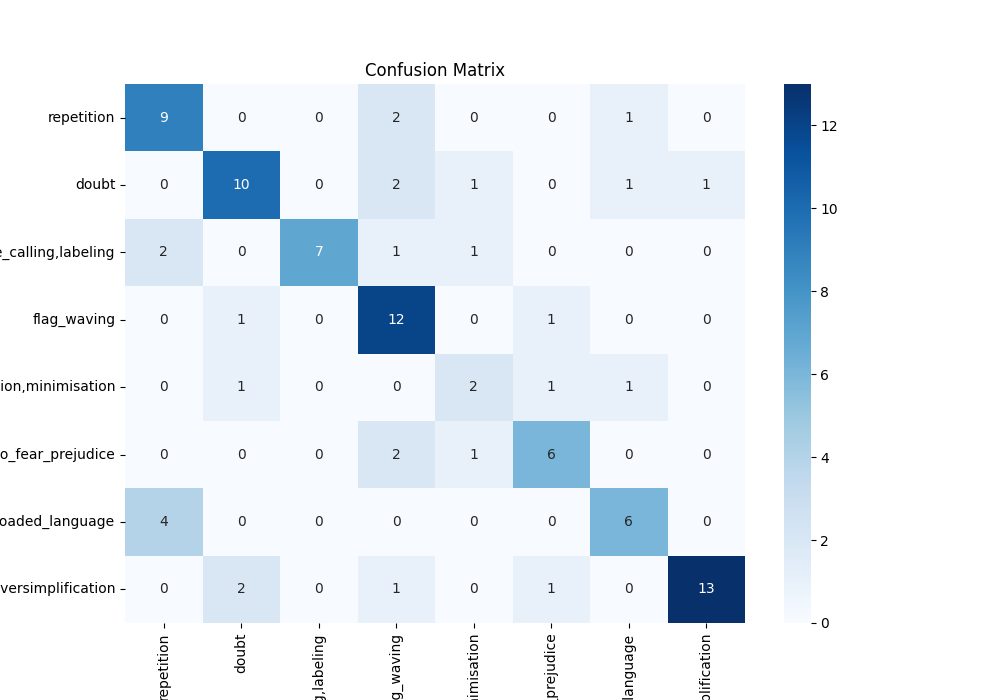 Confusion Matrix
repetition 9 0 0 2 0 0 1 0
doubt 0 10 0 2 1 0 1 1
e_calling,labeling 2 0 7 1 1 0 0 0
flag_waving 0 1 0 12 0 1 0 0
ion,minimisation 0 1 0 0 2 1 1 0
o_fear_prejudice 0 0 0 2 1 6 0 0
oaded_language 4 0 0 0 0 0 6 0
versimplification 0 2 0 1 0 1 0 13
12
10
8
6
4
2
0
repetition
doubt
g,labeling
g_waving
imisation
prejudice
language
lification